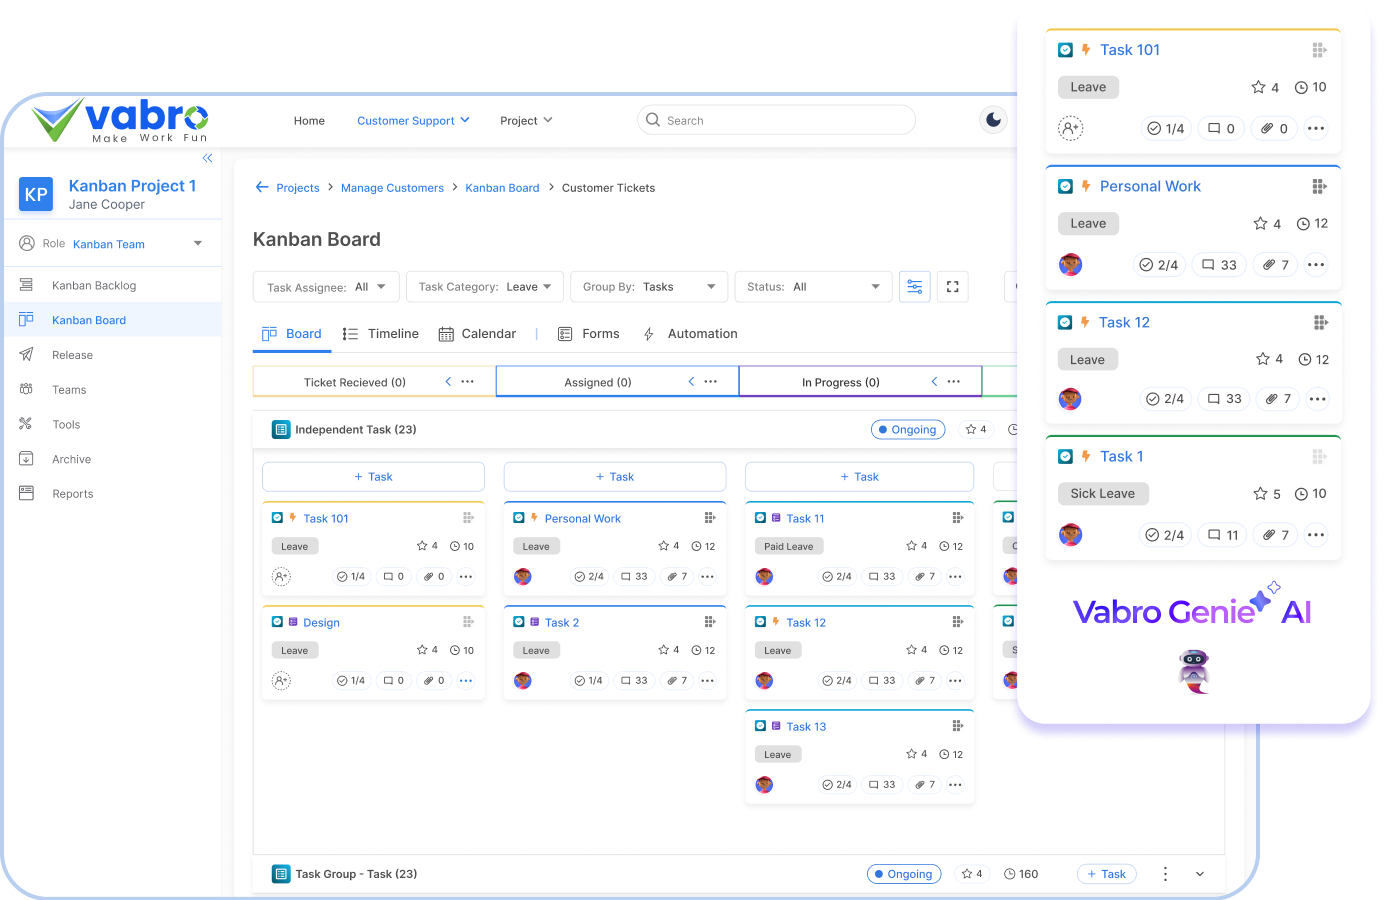 vabro
Make Work Fun
Home
Customer Support
Project
Search
KP
Kanban Project 1
Jane Cooper
Role Kanban Team
Kanban Backlog
Kanban Board
Release
Teams
Tools
Archive
Reports
Projects > Manage Customers > Kanban Board > Customer Tickets
Kanban Board
Task Assignee: All
Task Category: Leave
Group By: Tasks
Status: All
Board
Timeline
Calendar
Forms
Automation
Ticket Recieved (0)
Assigned (0)
In Progress (0)
Independent Task (23)
Ongoing
4
+ Task
+ Task
+ Task
Task 101
Leave
4 10
1/4 0 0
Design
Leave
4 10
1/4 0 0
Personal Work
Leave
4 12
2/4 33 7
Task 2
Leave
4 12
1/4 33 7
Task 11
Paid Leave
4 12
2/4 33 7
Task 12
Leave
4 12
2/4 33 7
Task 13
Leave
4 12
2/4 33 7
Task Group - Task (23)
Ongoing
4
160
+ Task
Task 101
Leave
4 10
1/4 0 0
Personal Work
Leave
4 12
2/4 33 7
Task 12
Leave
4 12
2/4 33 7
Task 1
Sick Leave
5 10
2/4 11 7
Vabro Genie AI